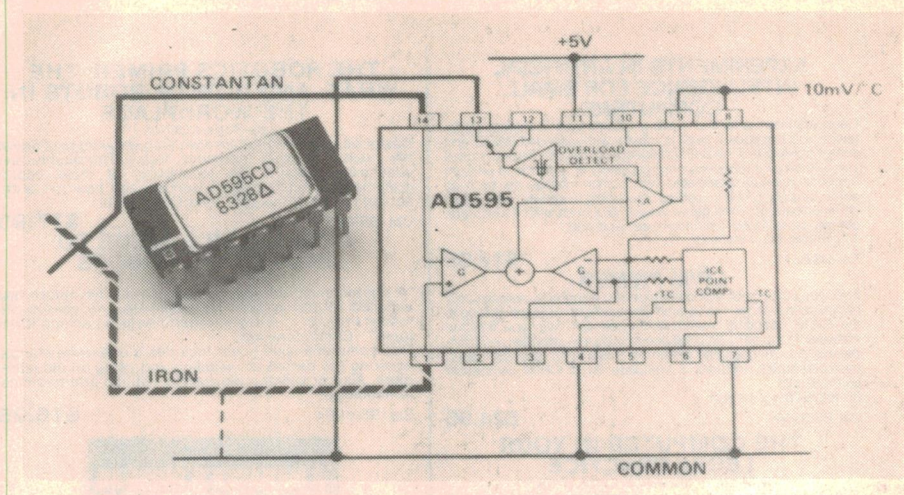 +5V
CONSTANTAN
10mV/°C
14 13 12 11 10 9 8
OVERLOAD
DETECT
AD595CD
8328Δ
AD595
+A
G
G
ICE
POINT
COMP.
+TC
-TC
1 2 3 4 5 6 7
IRON
COMMON